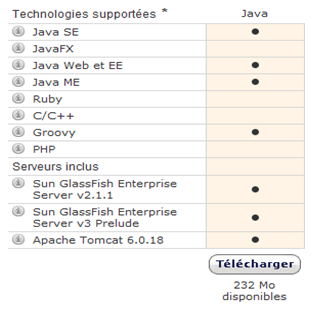 Technologies supportées * Java
Java SE ●
JavaFX
Java Web et EE ●
Java ME ●
Ruby
C/C++
Groovy ●
PHP
Serveurs inclus
Sun GlassFish Enterprise
Server v2.1.1 ●
Sun GlassFish Enterprise
Server v3 Prelude ●
Apache Tomcat 6.0.18 ●
Télécharger
232 Mo
disponibles